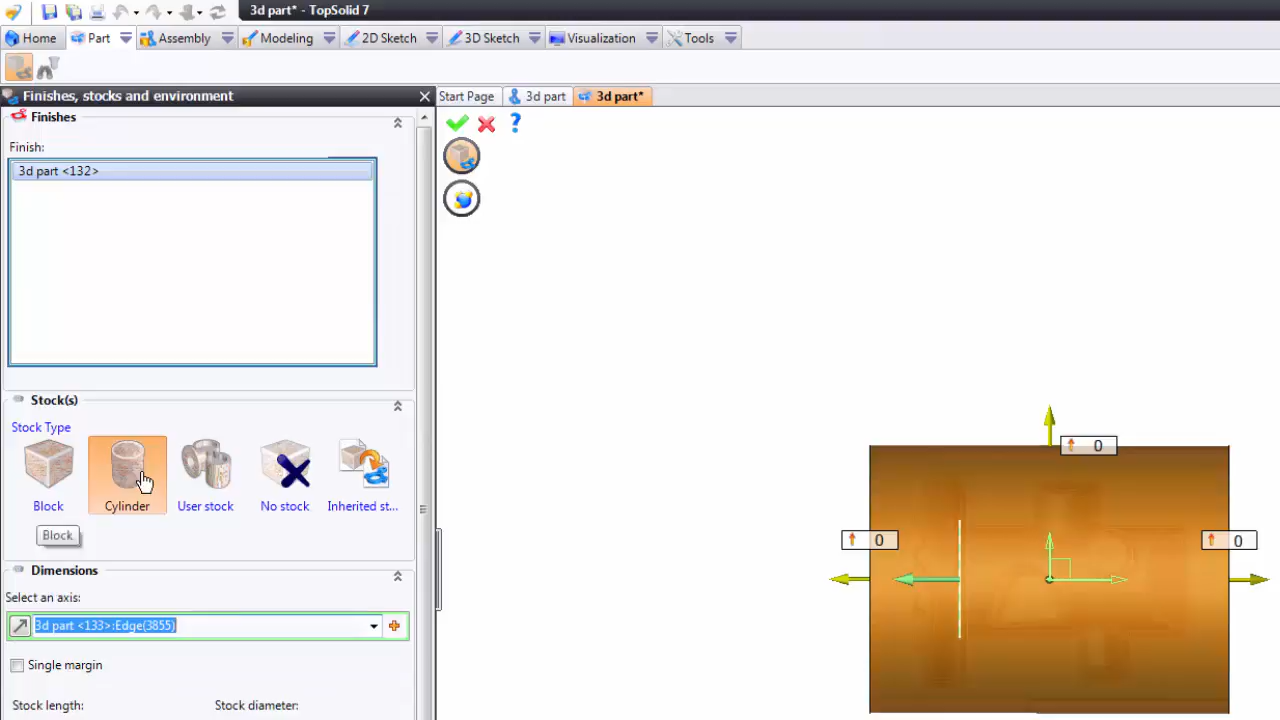 3d part* - TopSolid 7
Home Part Assembly Modeling 2D Sketch 3D Sketch Visualization Tools
Finishes, stocks and environment
Start Page 3d part 3d part*
Finishes
Finish:
3d part <132>
Stock(s)
Stock Type
Block Cylinder User stock No stock Inherited st...
Block
Dimensions
Select an axis:
3d part <133>:Edge(3855)
Single margin
Stock length: Stock diameter:
0
0
0